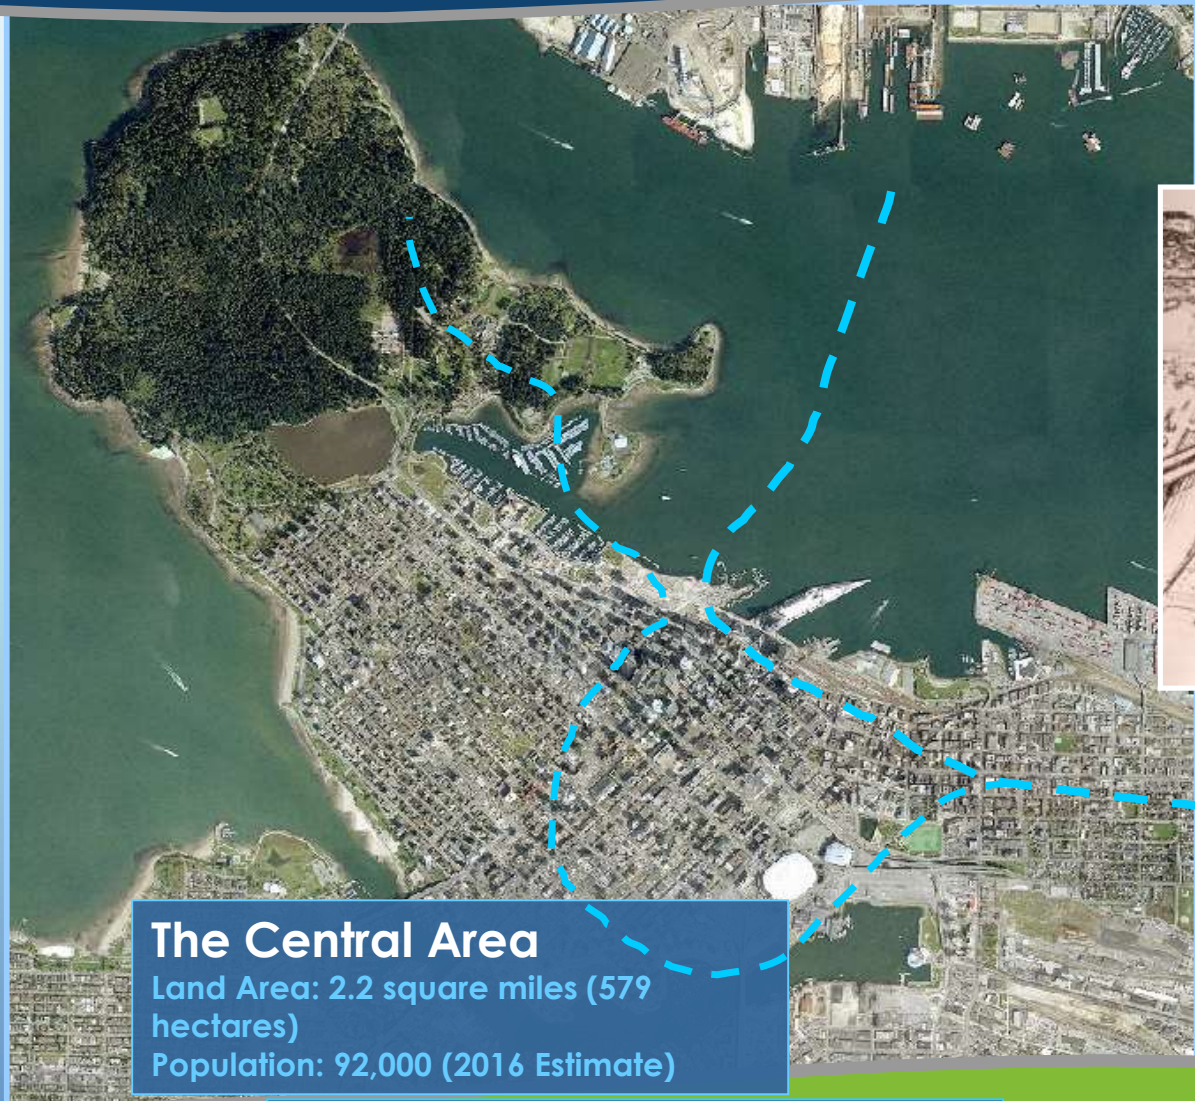 The Central Area
Land Area: 2.2 square miles (579
hectares)
Population: 92,000 (2016 Estimate)